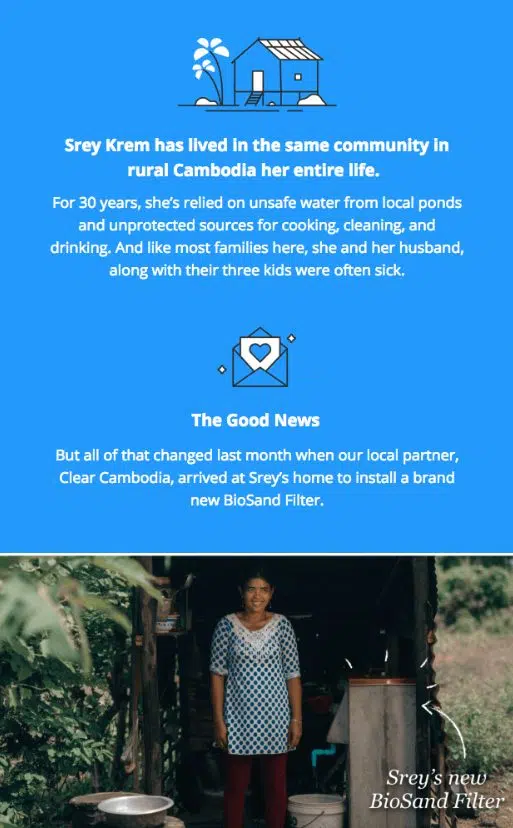 Srey Krem has lived in the same community in
rural Cambodia her entire life.
For 30 years, she’s relied on unsafe water from local ponds
and unprotected sources for cooking, cleaning, and
drinking. And like most families here, she and her husband,
along with their three kids were often sick.
The Good News
But all of that changed last month when our local partner,
Clear Cambodia, arrived at Srey’s home to install a brand
new BioSand Filter.
Srey’s new
BioSand Filter